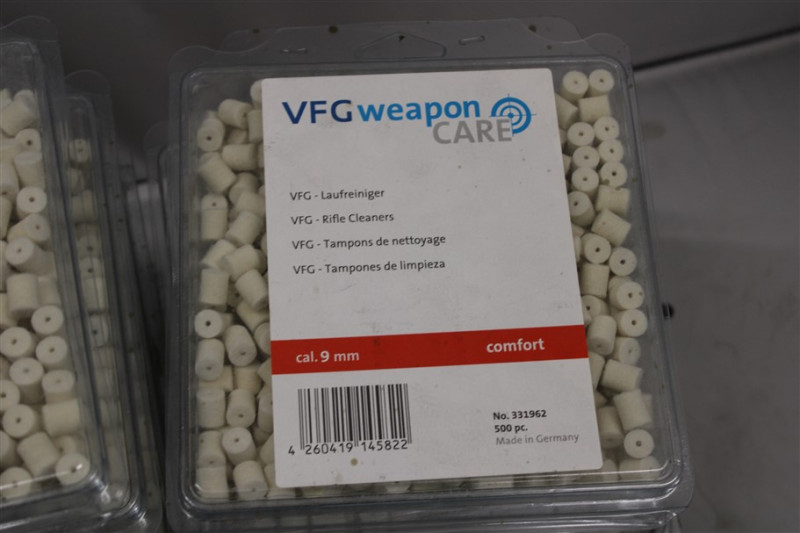 VFG weapon
CARE
VFG - Laufreiniger
VFG - Rifle Cleaners
VFG - Tampons de nettoyage
VFG - Tampones de limpieza
cal. 9 mm comfort
No. 331962
500 pc.
Made in Germany
4 260419 145822